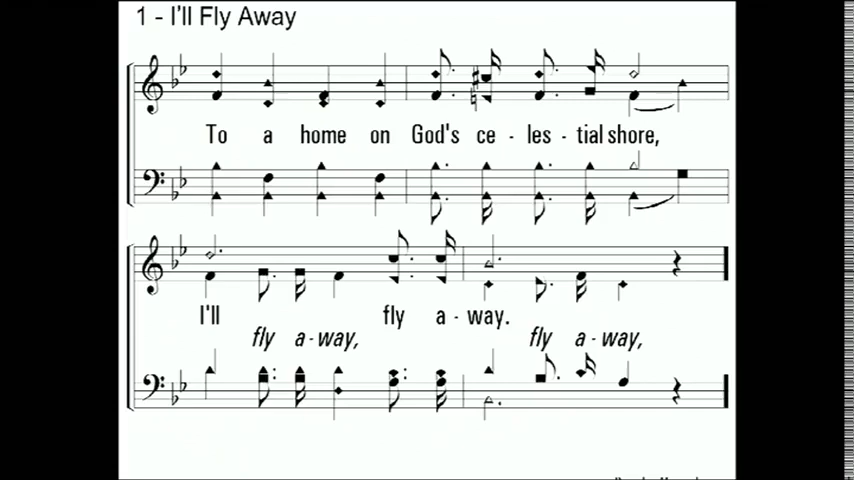 1 - I'll Fly Away
To a home on God's ce - les - tial shore,
I'll fly a - way.
fly a - way, fly a - way,